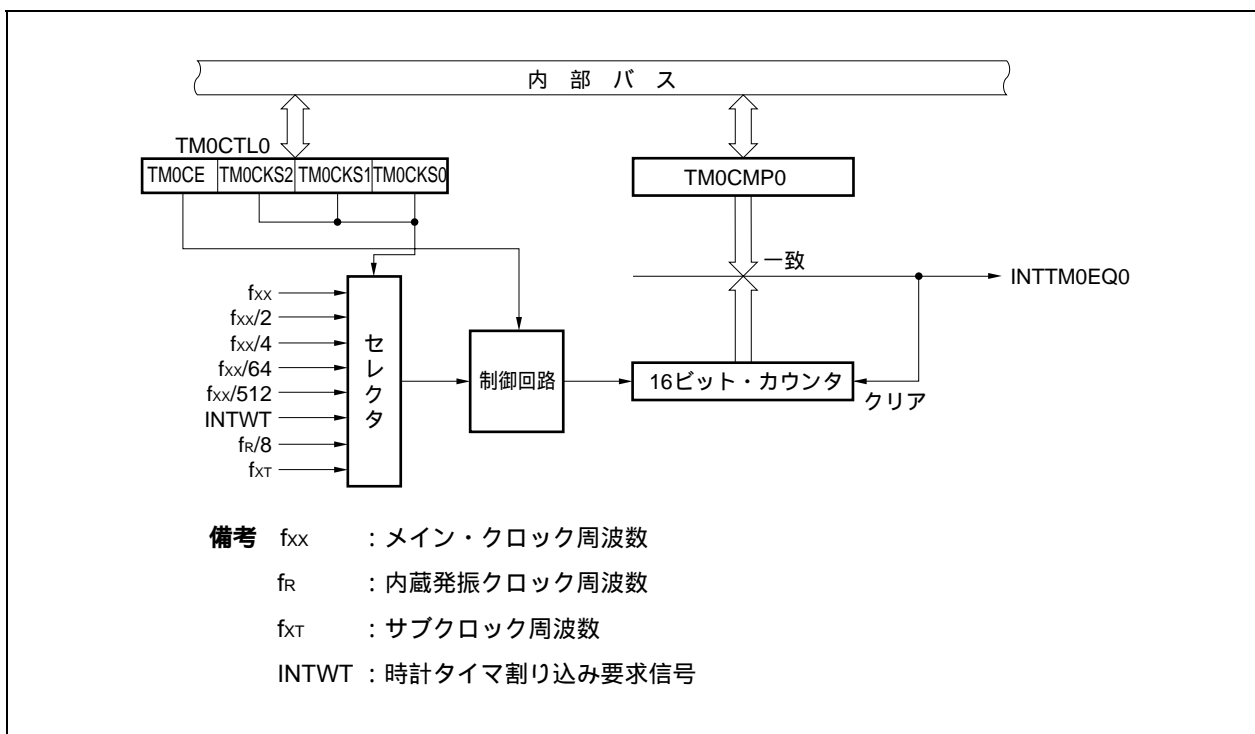 内 部 バ ス
TM0CTL0
TM0CE TM0CKS2 TM0CKS1 TM0CKS0
TM0CMP0
一致
INTTM0EQ0
fXX
fXX/2
fXX/4
fXX/64
fXX/512
INTWT
fR/8
fXT
セレクタ
制御回路
16ビット・カウンタ
クリア
備考 fXX :メイン・クロック周波数
fR :内蔵発振クロック周波数
fXT :サブクロック周波数
INTWT :時計タイマ割り込み要求信号